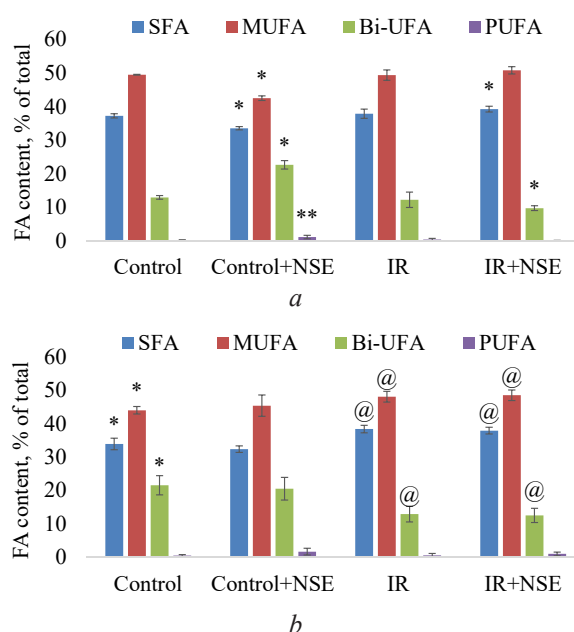 SFA MUFA Bi-UFA PUFA
FA content, % of total
60
50
40
30
20
10
0
* * * **
* *
Control Control+NSE IR IR+NSE
a
SFA MUFA Bi-UFA PUFA
FA content, % of total
60
50
40
30
20
10
0
* * *
@ @ @
@ @ @
Control Control+NSE IR IR+NSE
b